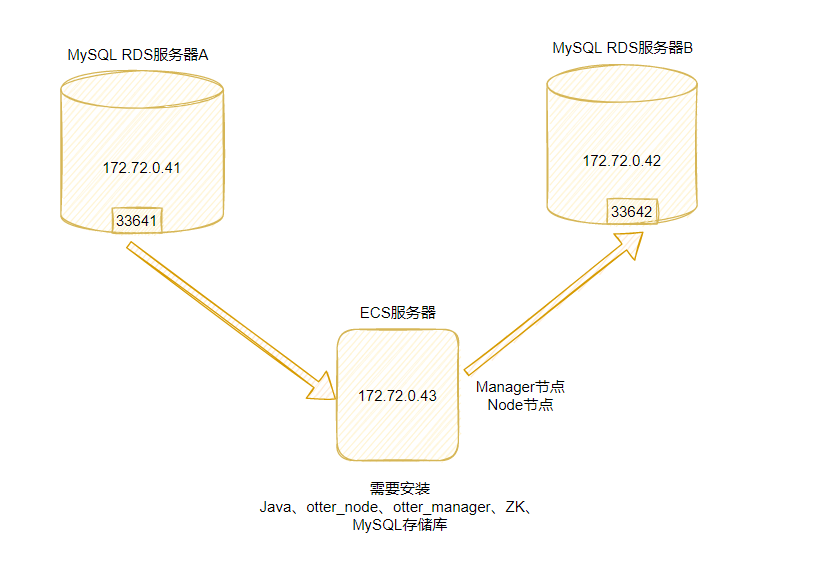 MySQL RDS服务器A
MySQL RDS服务器B
172.72.0.41
172.72.0.42
33641
33642
ECS服务器
172.72.0.43
Manager节点
Node节点
需要安装
Java、otter_node、otter_manager、ZK、
MySQL存储库